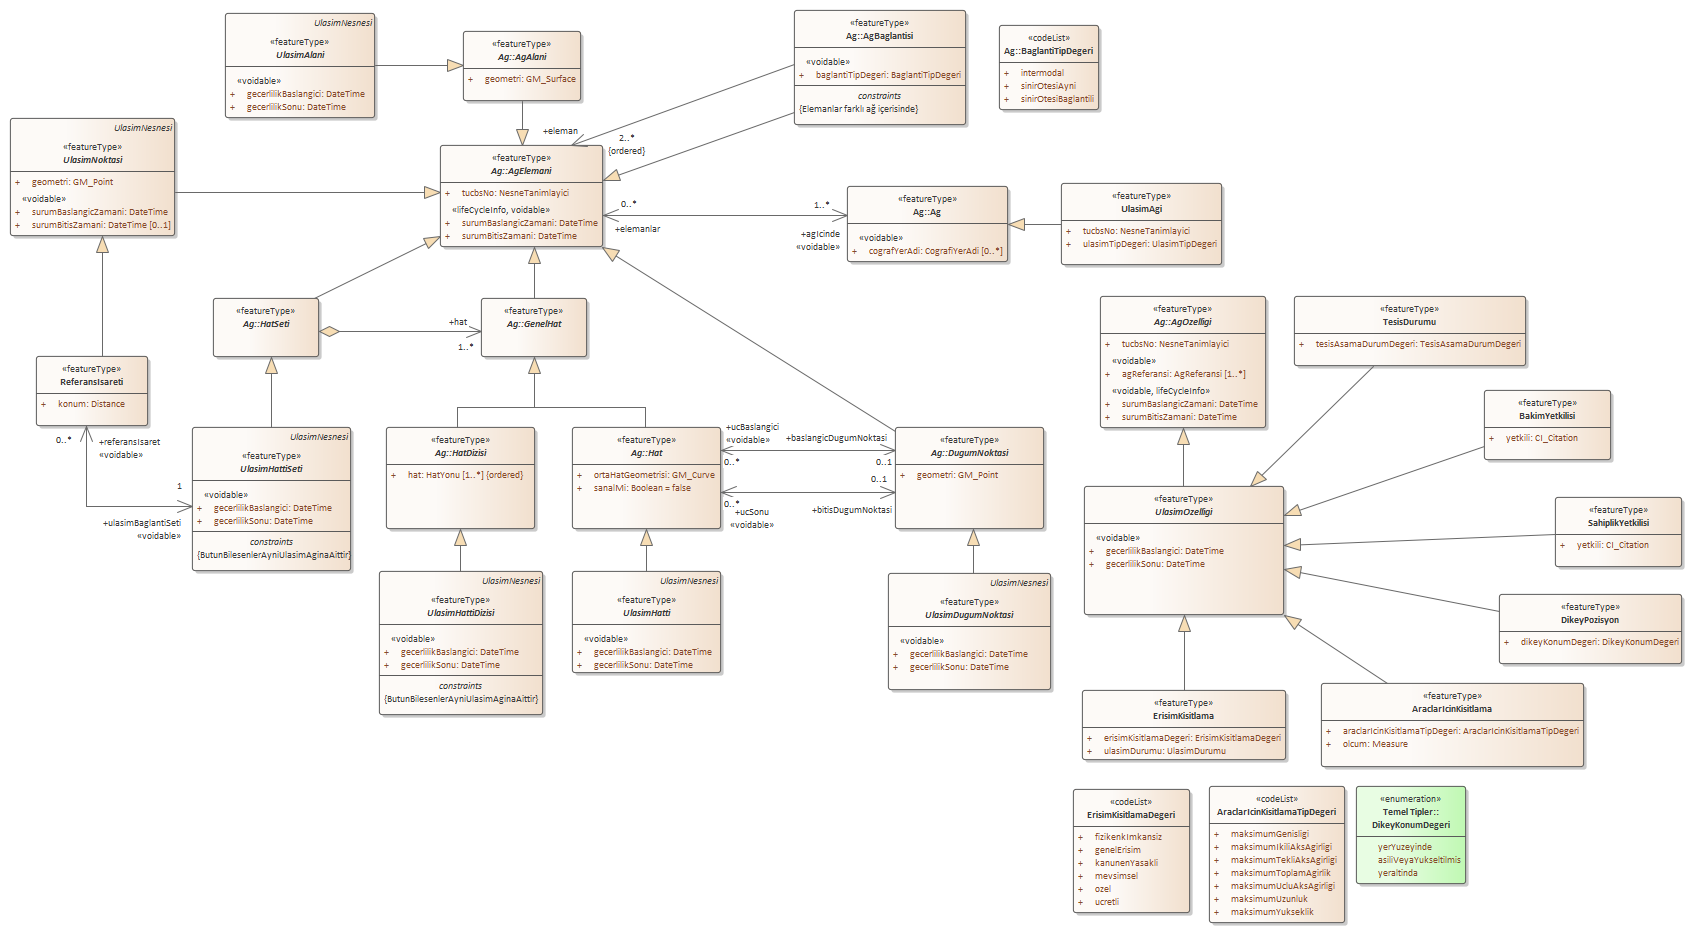 UlasimNesnesi
«featureType»
UlasimAlani
«voidable»
+ gecerlilikBaslangici: DateTime
+ gecerlilikSonu: DateTime
«featureType»
Ag::AgAlani
+ geometri: GM_Surface
«featureType»
Ag::AgBaglantisi
«voidable»
+ baglantiTipDegeri: BaglantiTipDegeri
constraints
{Elemanlar farklı ağ içerisinde}
«codeList»
Ag::BaglantiTipDegeri
+ intermodal
+ sinirOtesiAyni
+ sinirOtesiBaglantili
UlasimNesnesi
«featureType»
UlasimNoktasi
+ geometri: GM_Point
«voidable»
+ surumBaslangicZamani: DateTime
+ surumBitisZamani: DateTime [0..1]
+eleman
2..*
{ordered}
«featureType»
Ag::AgElemani
+ tucbsNo: NesneTanimlayici
«lifeCycleInfo, voidable»
+ surumBaslangicZamani: DateTime
+ surumBitisZamani: DateTime
0..*
+elemanlar
1..*
+agIcinde
«voidable»
«featureType»
Ag::Ag
«voidable»
+ cografYerAdi: CografiYerAdi [0..*]
«featureType»
UlasimAgi
+ tucbsNo: NesneTanimlayici
+ ulasimTipDegeri: UlasimTipDegeri
«featureType»
Ag::HatSeti
+hat
1..*
«featureType»
Ag::GenelHat
«featureType»
Ag::AgOzelligi
+ tucbsNo: NesneTanimlayici
«voidable»
+ agReferansi: AgReferansi [1..*]
«voidable, lifeCycleInfo»
+ surumBaslangicZamani: DateTime
+ surumBitisZamani: DateTime
«featureType»
TesisDurumu
+ tesisAsamaDurumDegeri: TesisAsamaDurumDegeri
«featureType»
ReferansIsareti
+ konum: Distance
0..*
+referansIsaret
«voidable»
1
+ulasimBaglantiSeti
«voidable»
UlasimNesnesi
«featureType»
UlasimHattiSeti
«voidable»
+ gecerlilikBaslangici: DateTime
+ gecerlilikSonu: DateTime
constraints
{ButunBilesenlerAyniUlasimAginaAittir}
«featureType»
Ag::HatDizisi
+ hat: HatYonu [1..*] {ordered}
«featureType»
Ag::Hat
+ ortaHatGeometrisi: GM_Curve
+ sanalMi: Boolean = false
+ucBaslangici
«voidable»
0..*
+baslangicDugumNoktasi
0..1
0..*
+ucSonu
«voidable»
0..1
+bitisDugumNoktasi
«featureType»
Ag::DugumNoktasi
+ geometri: GM_Point
«featureType»
BakimYetkilisi
+ yetkili: CI_Citation
«featureType»
UlasimOzelligi
«voidable»
+ gecerlilikBaslangici: DateTime
+ gecerlilikSonu: DateTime
«featureType»
SahiplikYetkilisi
+ yetkili: CI_Citation
UlasimNesnesi
«featureType»
UlasimHattiDizisi
«voidable»
+ gecerlilikBaslangici: DateTime
+ gecerlilikSonu: DateTime
constraints
{ButunBilesenlerAyniUlasimAginaAittir}
UlasimNesnesi
«featureType»
UlasimHatti
«voidable»
+ gecerlilikBaslangici: DateTime
+ gecerlilikSonu: DateTime
UlasimNesnesi
«featureType»
UlasimDugumNoktasi
«voidable»
+ gecerlilikBaslangici: DateTime
+ gecerlilikSonu: DateTime
«featureType»
DikeyPozisyon
+ dikeyKonumDegeri: DikeyKonumDegeri
«featureType»
ErisimKisitlama
+ erisimKisitlamaDegeri: ErisimKisitlamaDegeri
+ ulasimDurumu: UlasimDurumu
«featureType»
AraclarIcinKisitlama
+ araclarIcinKisitlamaTipDegeri: AraclarIcinKisitlamaTipDegeri
+ olcum: Measure
«codeList»
ErisimKisitlamaDegeri
+ fizikenkImkansiz
+ genelErisim
+ kanunenYasakli
+ mevsimsel
+ ozel
+ ucretli
«codeList»
AraclarIcinKisitlamaTipDegeri
+ maksimumGenisligi
+ maksimumIkiliAksAgirligi
+ maksimumTekliAksAgirligi
+ maksimumToplamAgirlik
+ maksimumUcluAksAgirligi
+ maksimumUzunluk
+ maksimumYukseklik
«enumeration»
Temel Tipler::
DikeyKonumDegeri
yerYuzeyinde
asiliVeyaYukseltilmis
yeraltinda